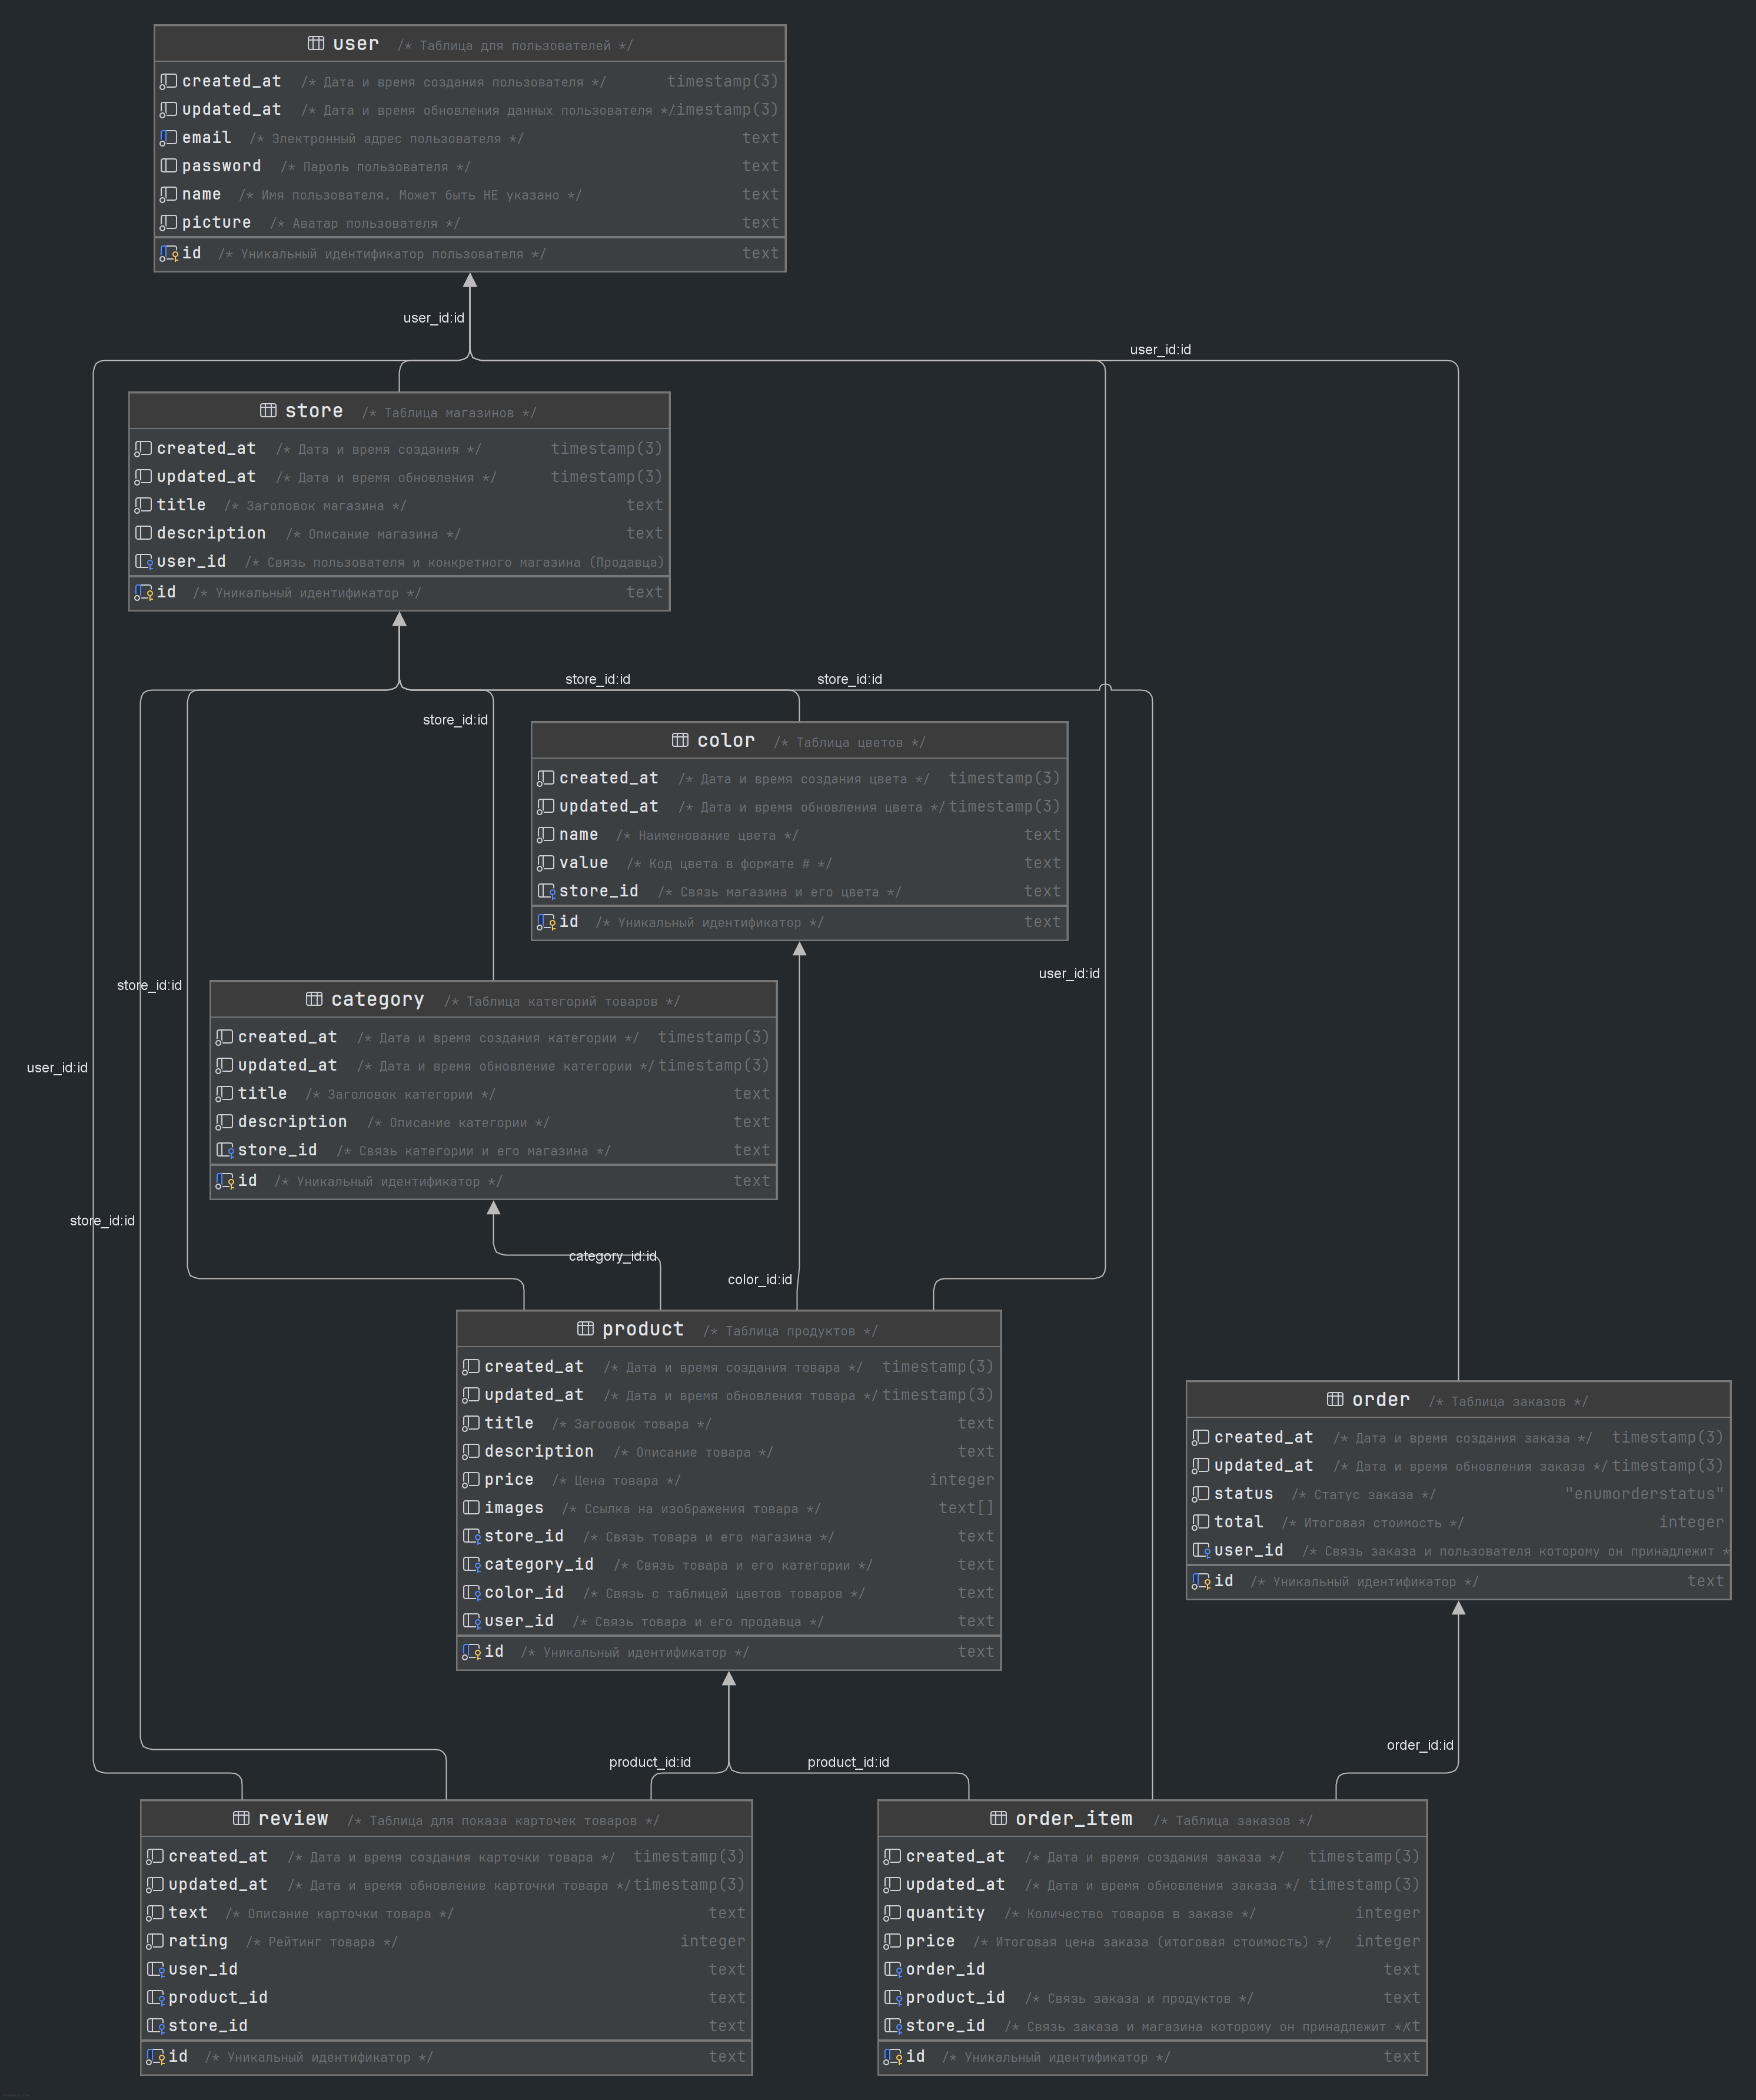 user /* Таблица для пользователей */
created_at /* Дата и время создания пользователя */ timestamp(3)
updated_at /* Дата и время обновления данных пользователя */ imestamp(3)
email /* Электронный адрес пользователя */ text
password /* Пароль пользователя */ text
name /* Имя пользователя. Может быть НЕ указано */ text
picture /* Аватар пользователя */ text
id /* Уникальный идентификатор пользователя */ text
user_id:id
user_id:id
store /* Таблица магазинов */
created_at /* Дата и время создания */ timestamp(3)
updated_at /* Дата и время обновления */ timestamp(3)
title /* Заголовок магазина */ text
description /* Описание магазина */ text
user_id /* Связь пользователя и конкретного магазина (Продавца)
id /* Уникальный идентификатор */ text
store_id:id
store_id:id
store_id:id
color /* Таблица цветов */
created_at /* Дата и время создания цвета */ timestamp(3)
updated_at /* Дата и время обновления цвета */ timestamp(3)
name /* Наименование цвета */ text
value /* Код цвета в формате # */ text
store_id /* Связь магазина и его цвета */ text
id /* Уникальный идентификатор */ text
user_id:id
store_id:id
category /* Таблица категорий товаров */
created_at /* Дата и время создания категории */ timestamp(3)
updated_at /* Дата и время обновление категории */ timestamp(3)
title /* Заголовок категории */ text
description /* Описание категории */ text
store_id /* Связь категории и его магазина */ text
id /* Уникальный идентификатор */ text
user_id:id
store_id:id
category_id:id
color_id:id
product /* Таблица продуктов */
created_at /* Дата и время создания товара */ timestamp(3)
updated_at /* Дата и время обновления товара */ timestamp(3)
title /* Загоовок товара */ text
description /* Описание товара */ text
price /* Цена товара */ integer
images /* Ссылка на изображения товара */ text[]
store_id /* Связь товара и его магазина */ text
category_id /* Связь товара и его категории */ text
color_id /* Связь с таблицей цветов товаров */ text
user_id /* Связь товара и его продавца */ text
id /* Уникальный идентификатор */ text
order /* Таблица заказов */
created_at /* Дата и время создания заказа */ timestamp(3)
updated_at /* Дата и время обновления заказа */ timestamp(3)
status /* Статус заказа */ "enumorderstatus"
total /* Итоговая стоимость */ integer
user_id /* Связь заказа и пользователя которому он принадлежит *
id /* Уникальный идентификатор */ text
order_id:id
product_id:id
product_id:id
review /* Таблица для показа карточек товаров */
created_at /* Дата и время создания карточки товара */ timestamp(3)
updated_at /* Дата и время обновление карточки товара */ timestamp(3)
text /* Описание карточки товара */ text
rating /* Рейтинг товара */ integer
user_id text
product_id text
store_id text
id /* Уникальный идентификатор */ text
order_item /* Таблица заказов */
created_at /* Дата и время создания заказа */ timestamp(3)
updated_at /* Дата и время обновления заказа */ timestamp(3)
quantity /* Количество товаров в заказе */ integer
price /* Итоговая цена заказа (итоговая стоимость) */ integer
order_id text
product_id /* Связь заказа и продуктов */ text
store_id /* Связь заказа и магазина которому он принадлежит */
id /* Уникальный идентификатор */ text